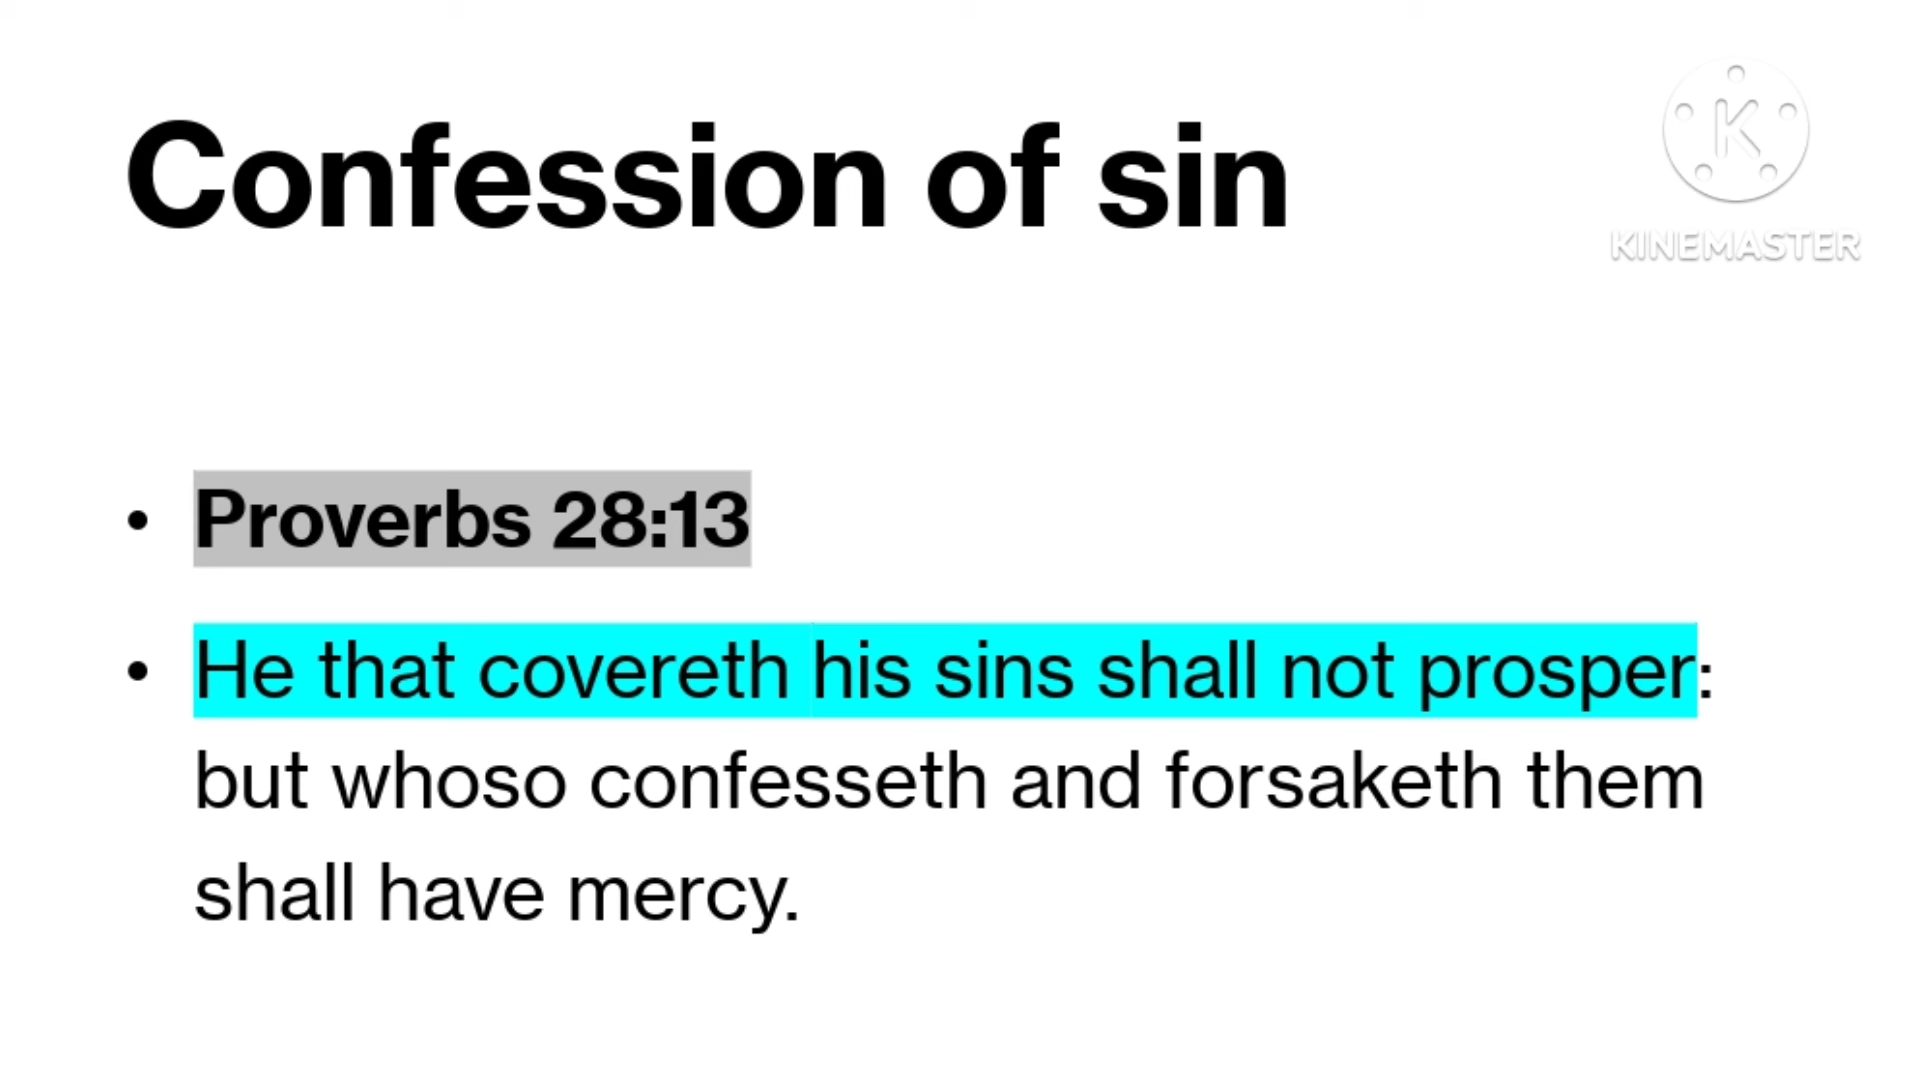 Confession of sin
KINEMASTER
• Proverbs 28:13
• He that covereth his sins shall not prosper:
but whoso confesseth and forsaketh them
shall have mercy.